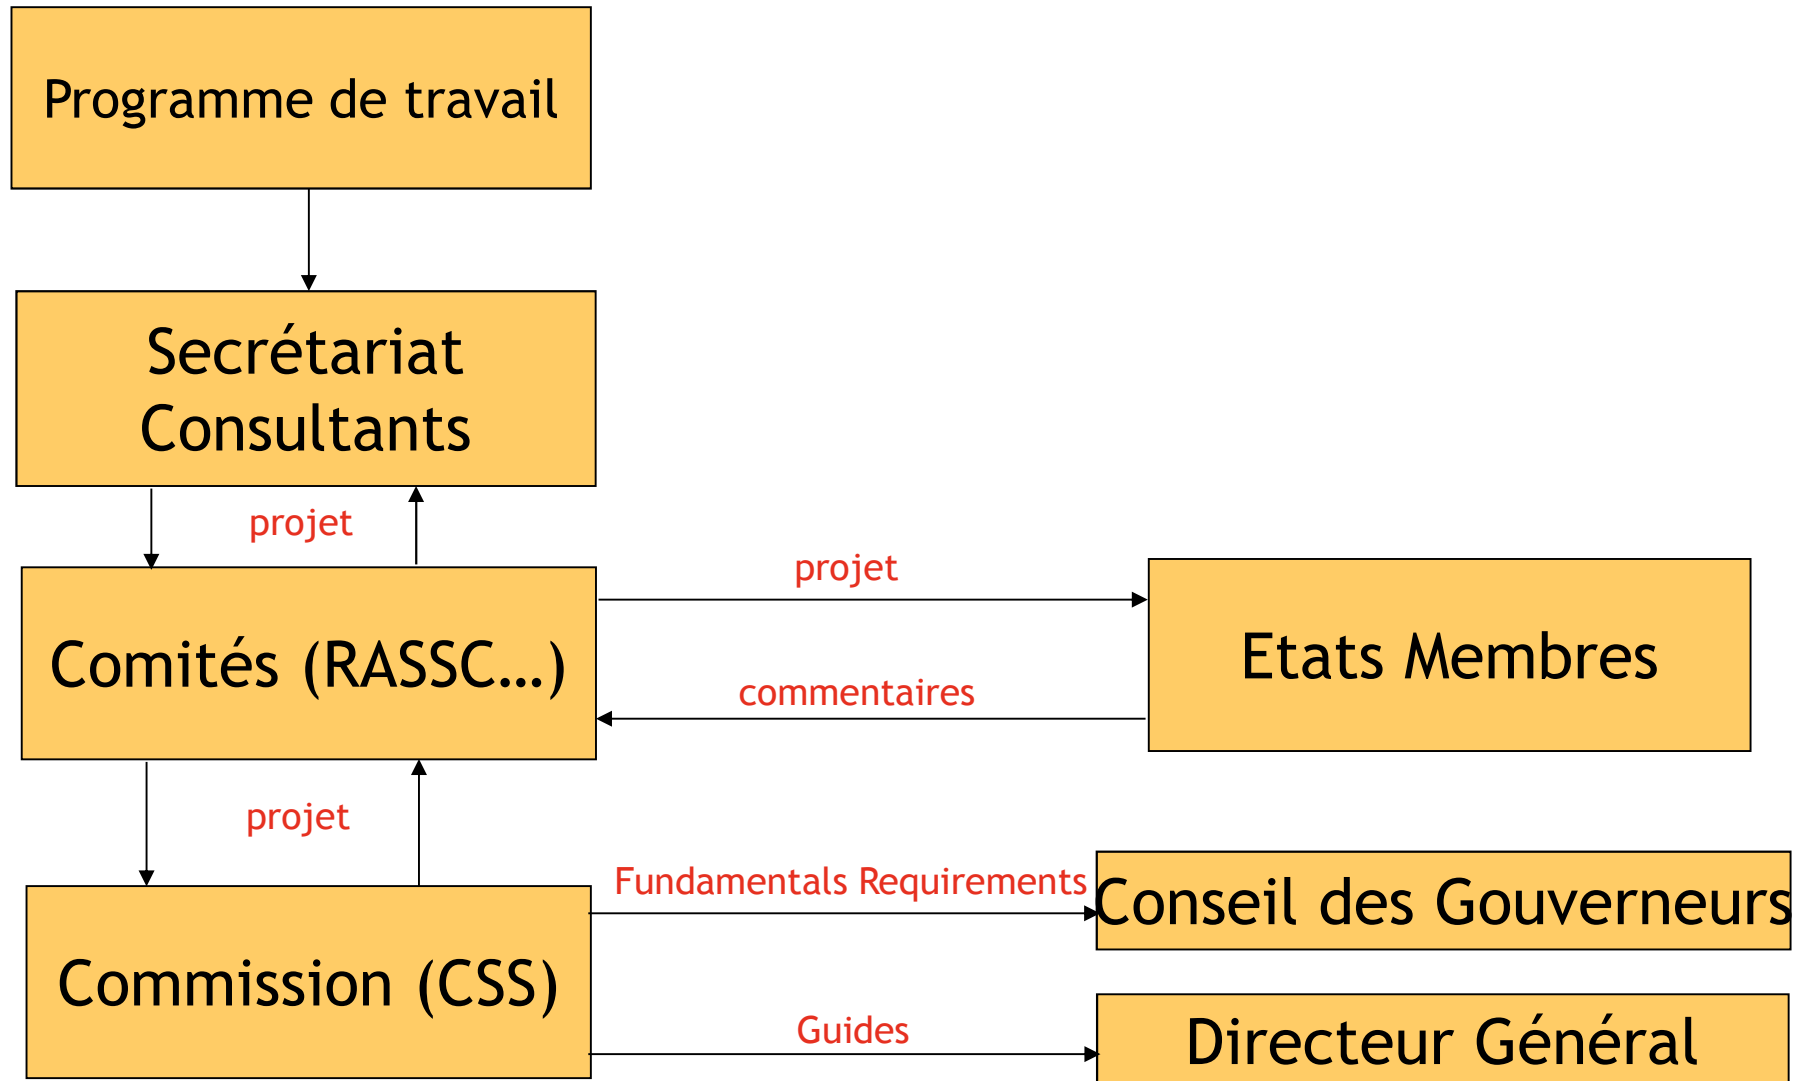 Programme de travail
Secrétariat
Consultants
projet
projet
Comités (RASSC...)
Etats Membres
commentaires
projet
Fundamentals Requirements
Conseil des Gouverneurs
Commission (CSS)
Guides
Directeur Général